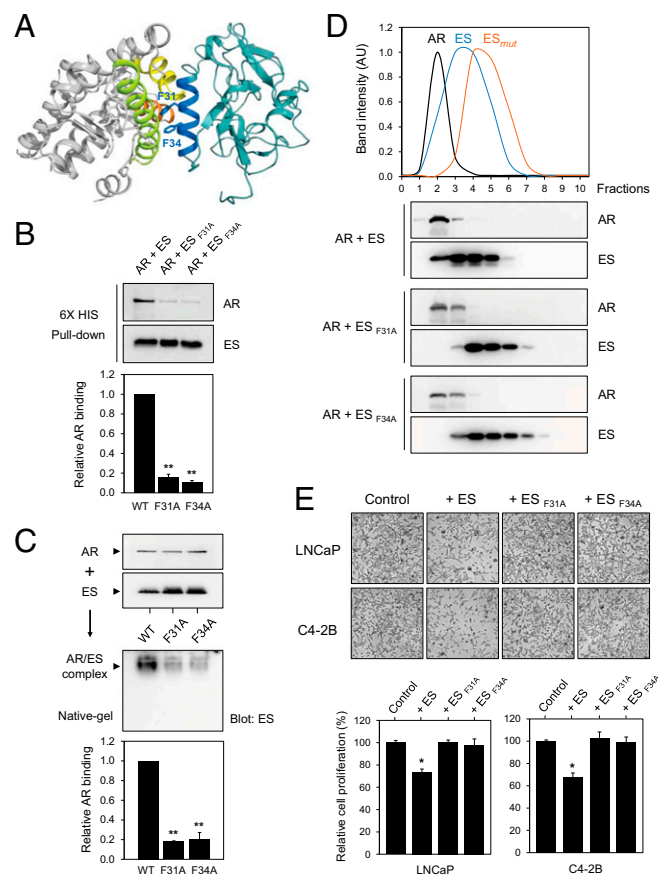 A
F31
F34
B
AR + ES
AR + ES F31A
AR + ES F34A
6X HIS
Pull-down
AR
ES
Relative AR binding
1.2
1.0
0.8
0.6
0.4
0.2
0.0
**
**
WT F31A F34A
C
AR
+
ES
WT
F31A
F34A
AR/ES
complex
Native-gel
Blot: ES
Relative AR binding
1.2
1.0
0.8
0.6
0.4
0.2
0.0
**
**
WT F31A F34A
D
Band intensity (AU)
1.2
1.0
0.8
0.6
0.4
0.2
0.0
AR ES ESmut
0 1 2 3 4 5 6 7 8 9 10
Fractions
AR + ES
AR
ES
AR + ES F31A
AR
ES
AR + ES F34A
AR
ES
E
Control + ES + ES F31A + ES F34A
LNCaP
C4-2B
Relative cell proliferation (%)
Control
+ ES
+ ES F31A
+ ES F34A
120
100
80
60
40
20
0
*
LNCaP
Control
+ ES
+ ES F31A
+ ES F34A
120
100
80
60
40
20
0
*
C4-2B